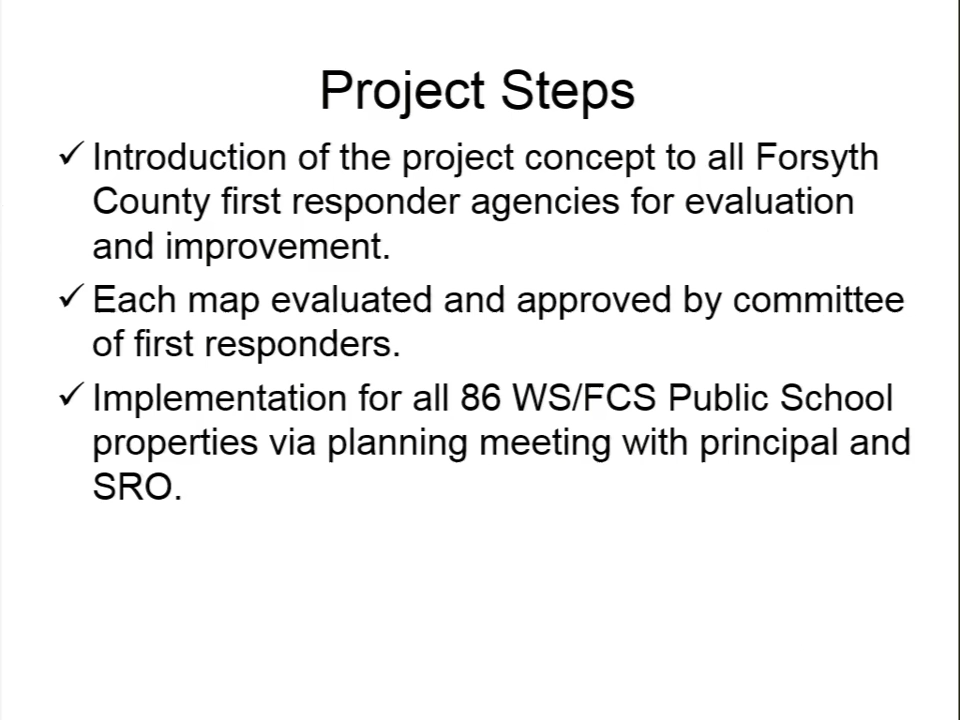 Project Steps
✓ Introduction of the project concept to all Forsyth
County first responder agencies for evaluation
and improvement.
✓ Each map evaluated and approved by committee
of first responders.
✓ Implementation for all 86 WS/FCS Public School
properties via planning meeting with principal and
SRO.